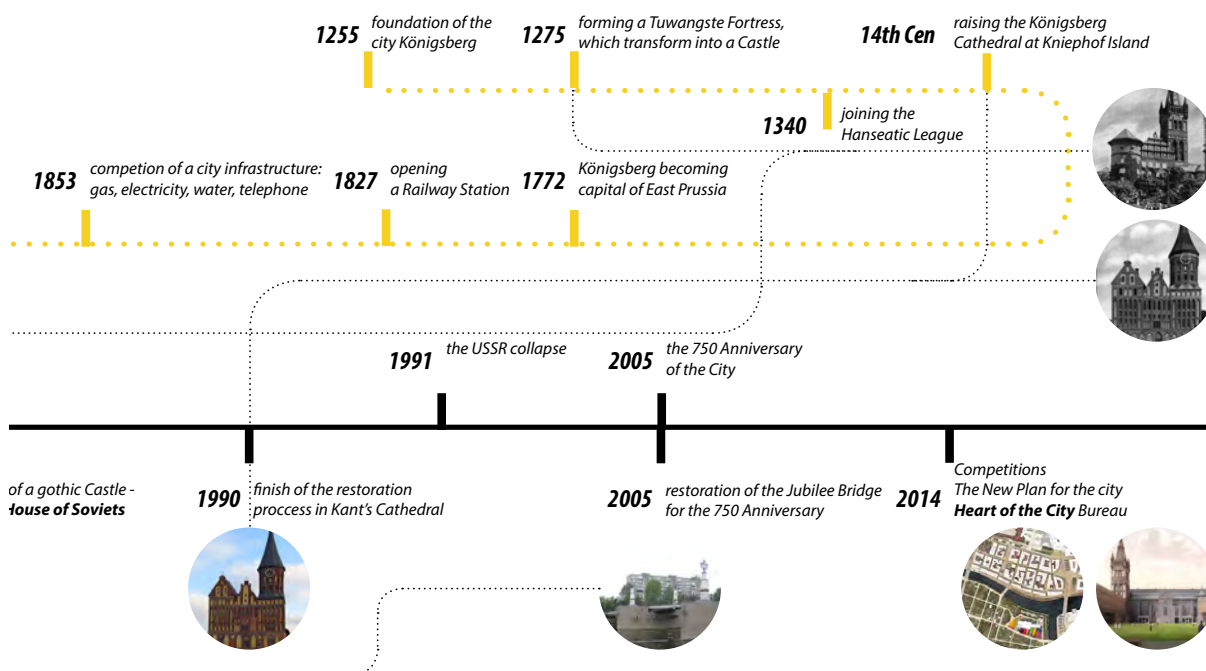 1255
foundation of the
city Königsberg
1275
forming a Tuwangste Fortress,
which transform into a Castle
14th Cen
raising the Königsberg
Cathedral at Kniephof Island
1340
joining the
Hanseatic League
1853
competion of a city infrastructure:
gas, electricity, water, telephone
1827
opening
a Railway Station
1772
Königsberg becoming
capital of East Prussia
1991
the USSR collapse
2005
the 750 Anniversary
of the City
of a gothic Castle -
House of Soviets
1990
finish of the restoration
proccess in Kant's Cathedral
2005
restoration of the Jubilee Bridge
for the 750 Anniversary
2014
Competitions
The New Plan for the city
Heart of the City Bureau